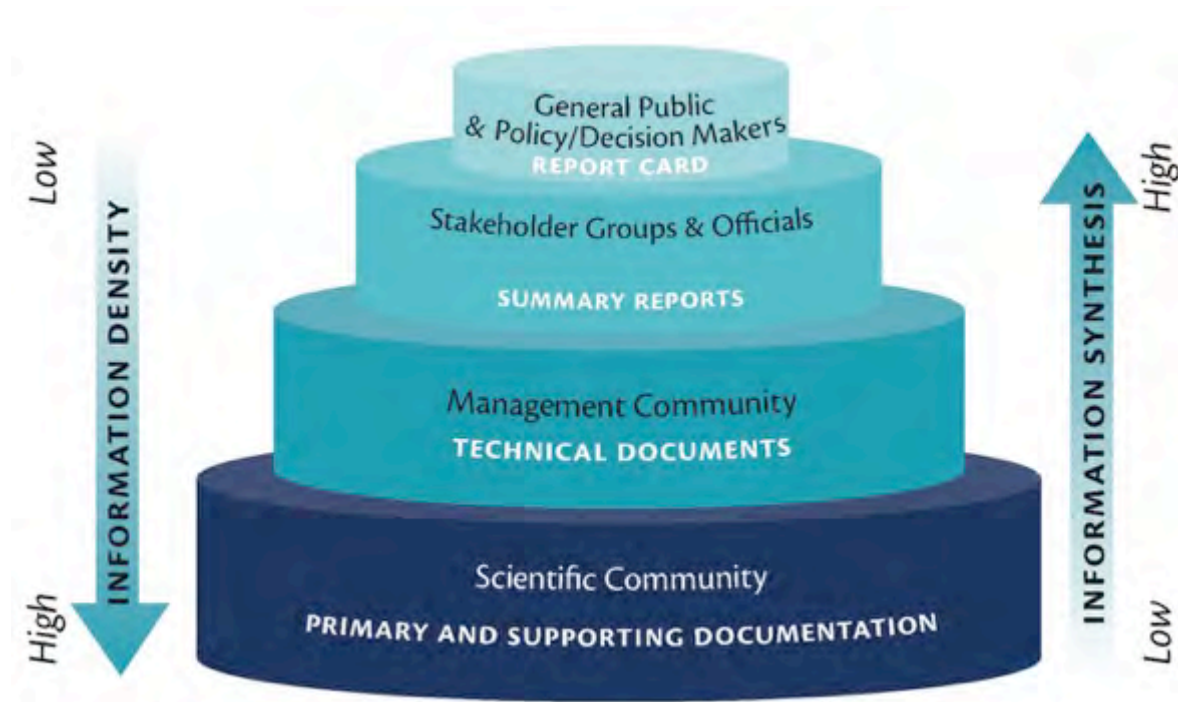 General Public
& Policy/Decision Makers
REPORT CARD
Stakeholder Groups & Officials
SUMMARY REPORTS
Management Community
TECHNICAL DOCUMENTS
Scientific Community
PRIMARY AND SUPPORTING DOCUMENTATION
Low
INFORMATION DENSITY
High
High
INFORMATION SYNTHESIS
Low